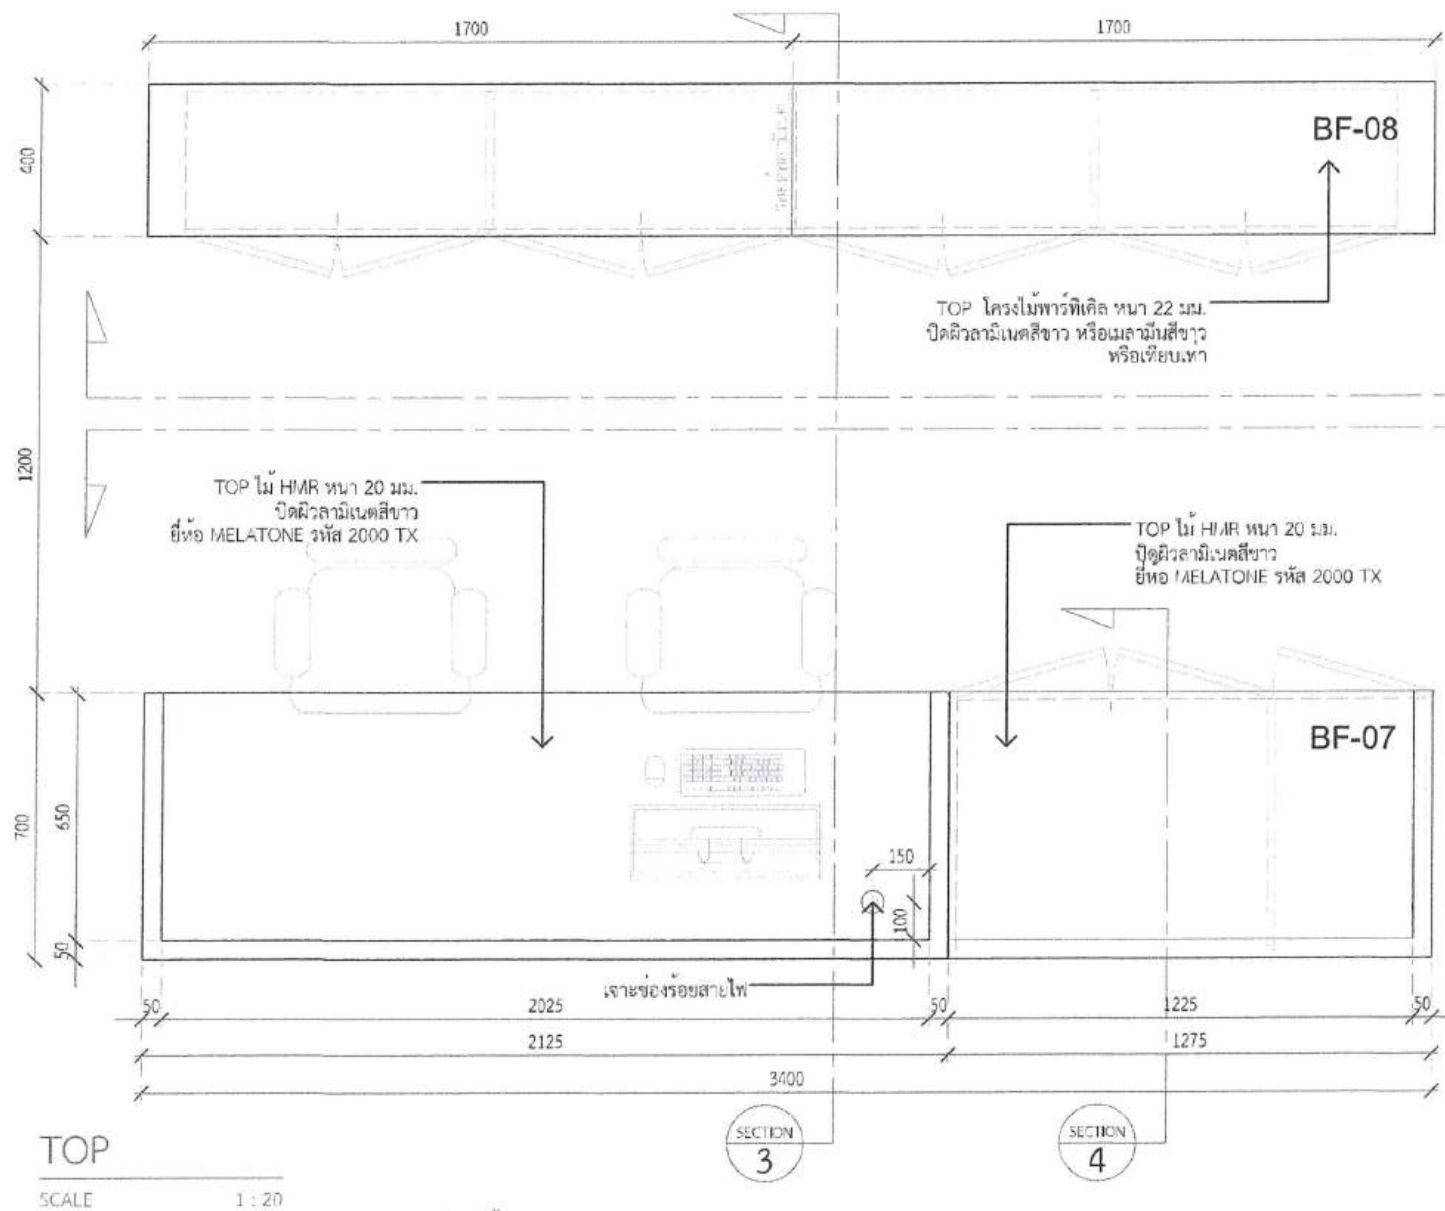 1700
1700
400
BF-08
TOP โครงไม้พาร์ทิเคิล หนา 22 มม.
ปิดผิวลามิเนตสีขาว หรือเมลามีนสีขาว
หรือเทียบเท่า
1200
TOP ไม้ HMR หนา 20 มม.
ปิดผิวลามิเนตสีขาว
ยี่ห้อ MELATONE รหัส 2000 TX
TOP ไม้ HMR หนา 20 มม.
ปิดผิวลามิเนตสีขาว
ยี่ห้อ MELATONE รหัส 2000 TX
BF-07
700
650
50
150
100
เจาะช่องร้อยสายไฟ
50
2025
50
1225
50
2125
1275
3400
SECTION
3
SECTION
4
TOP
SCALE 1 : 20